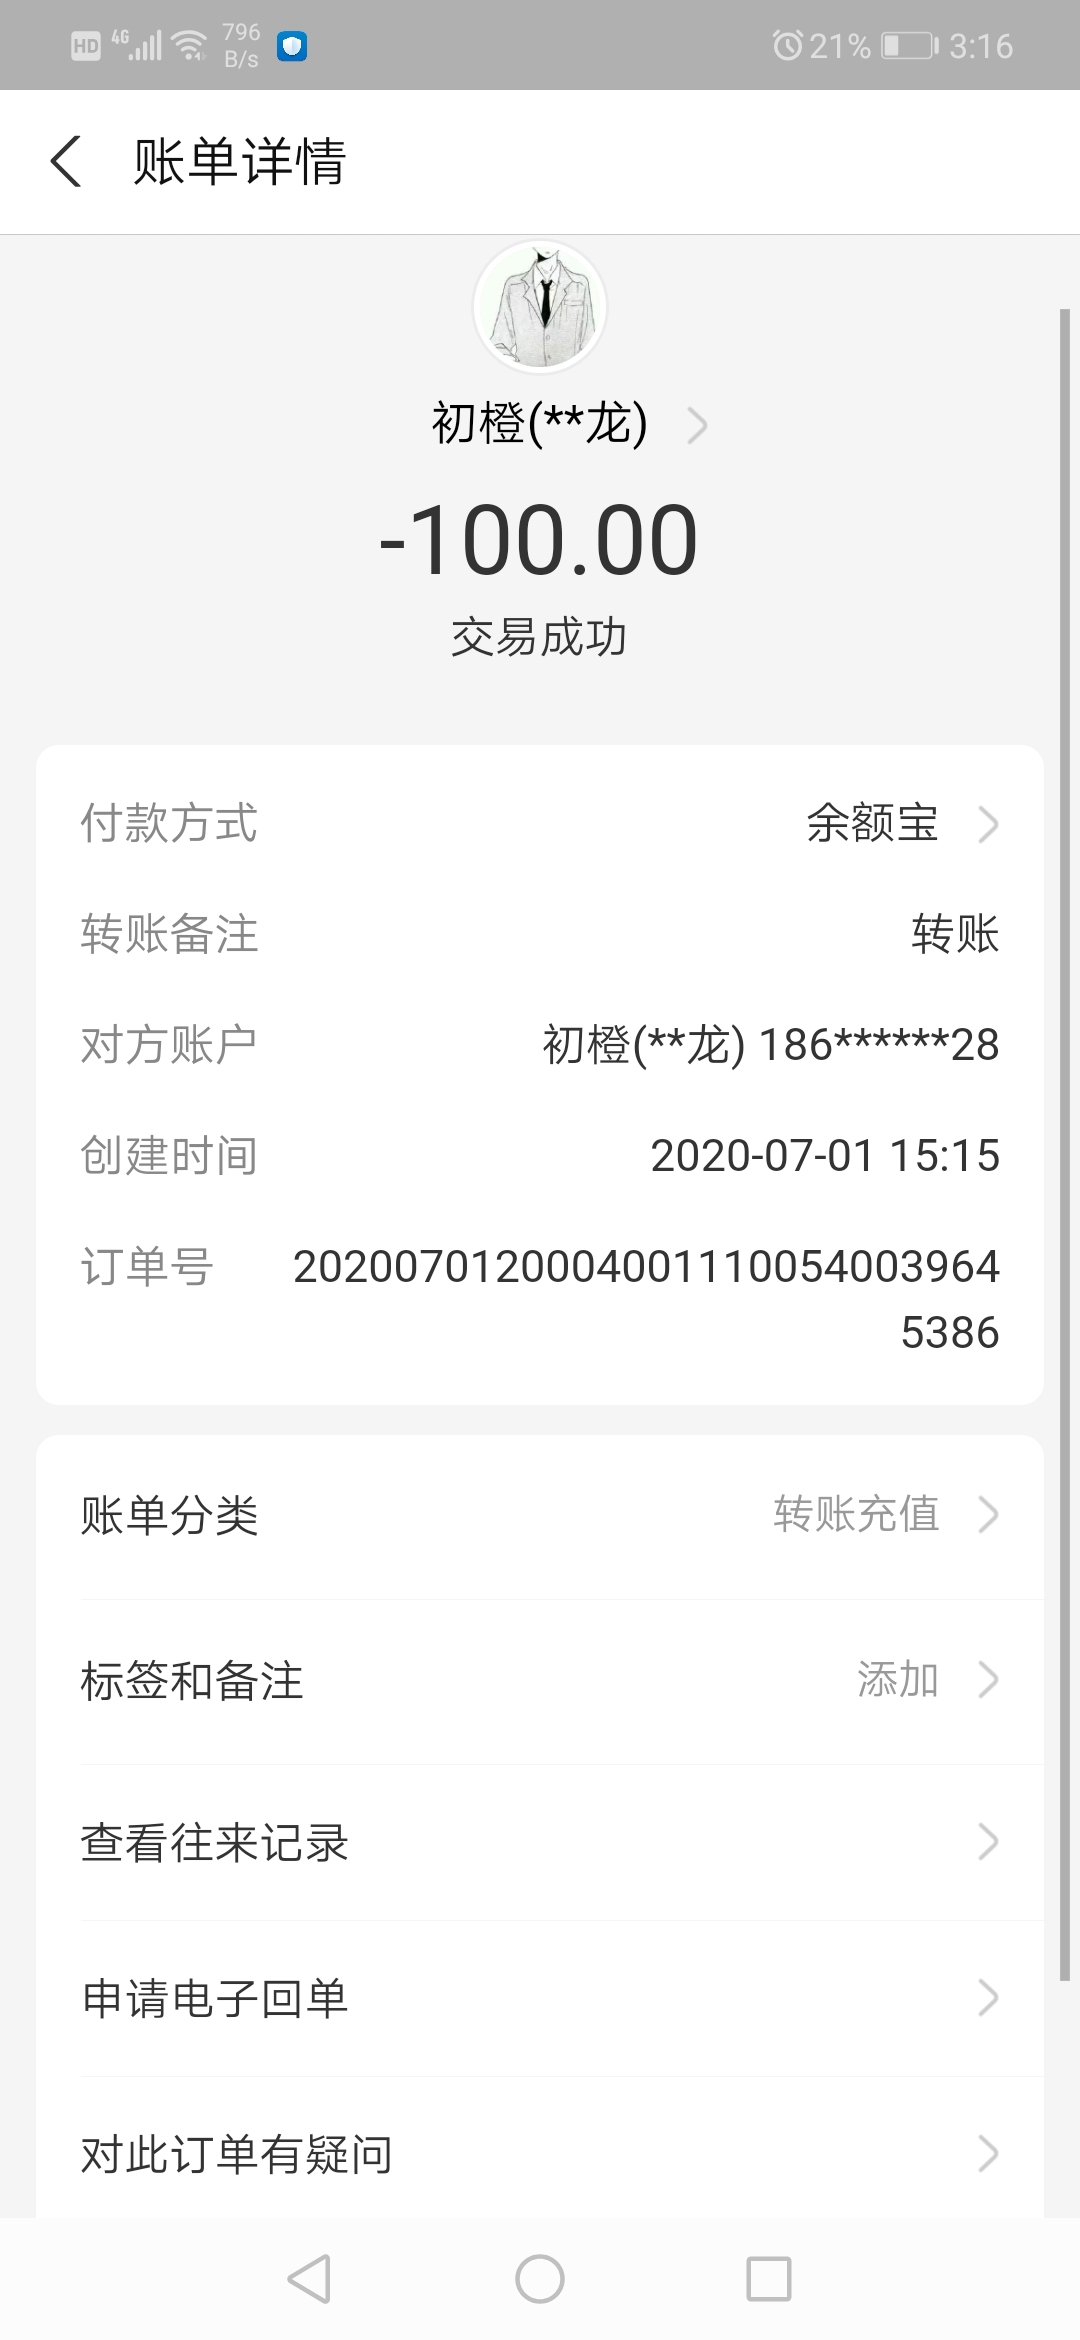 HD 4G 796 B/s 21% 3:16
账单详情
初橙(**龙)
-100.00
交易成功
付款方式 余额宝
转账备注 转账
对方账户 初橙(**龙) 186******28
创建时间 2020-07-01 15:15
订单号 2020070120004001110054003964
5386
账单分类 转账充值
标签和备注 添加
查看往来记录
申请电子回单
对此订单有疑问